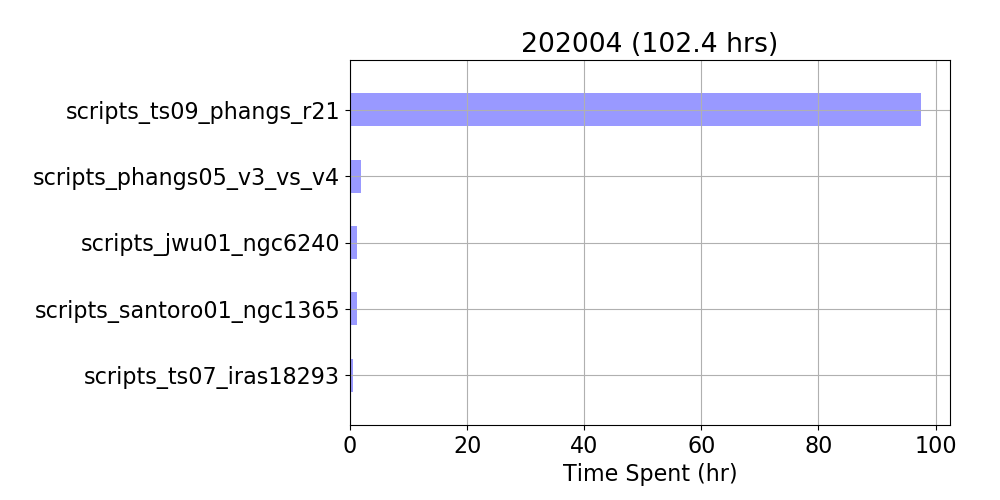 202004 (102.4 hrs)
scripts_ts09_phangs_r21
scripts_phangs05_v3_vs_v4
scripts_jwu01_ngc6240
scripts_santoro01_ngc1365
scripts_ts07_iras18293
0 20 40 60 80 100
Time Spent (hr)